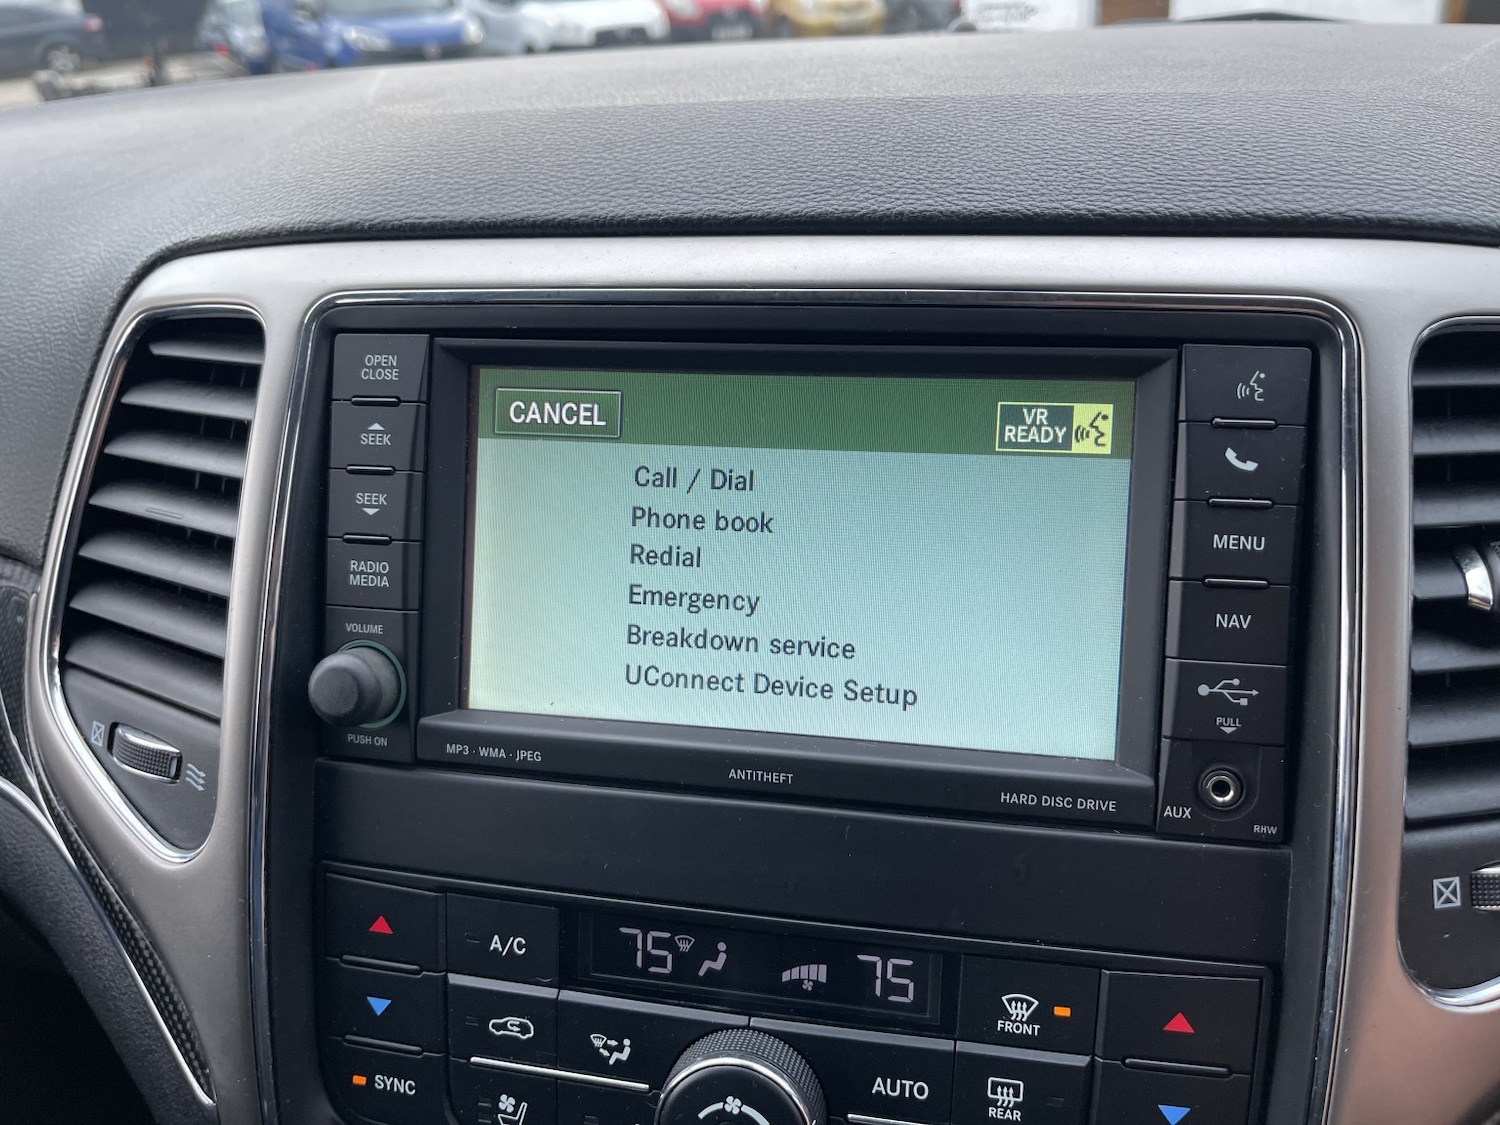 OPEN
CLOSE
SEEK
SEEK
RADIO
MEDIA
VOLUME
PUSH ON
CANCEL
VR
READY
Call / Dial
Phone book
Redial
Emergency
Breakdown service
UConnect Device Setup
MENU
NAV
PULL
AUX
RHW
MP3 · WMA · JPEG
ANTITHEFT
HARD DISC DRIVE
A/C
75
75
FRONT
SYNC
AUTO
REAR